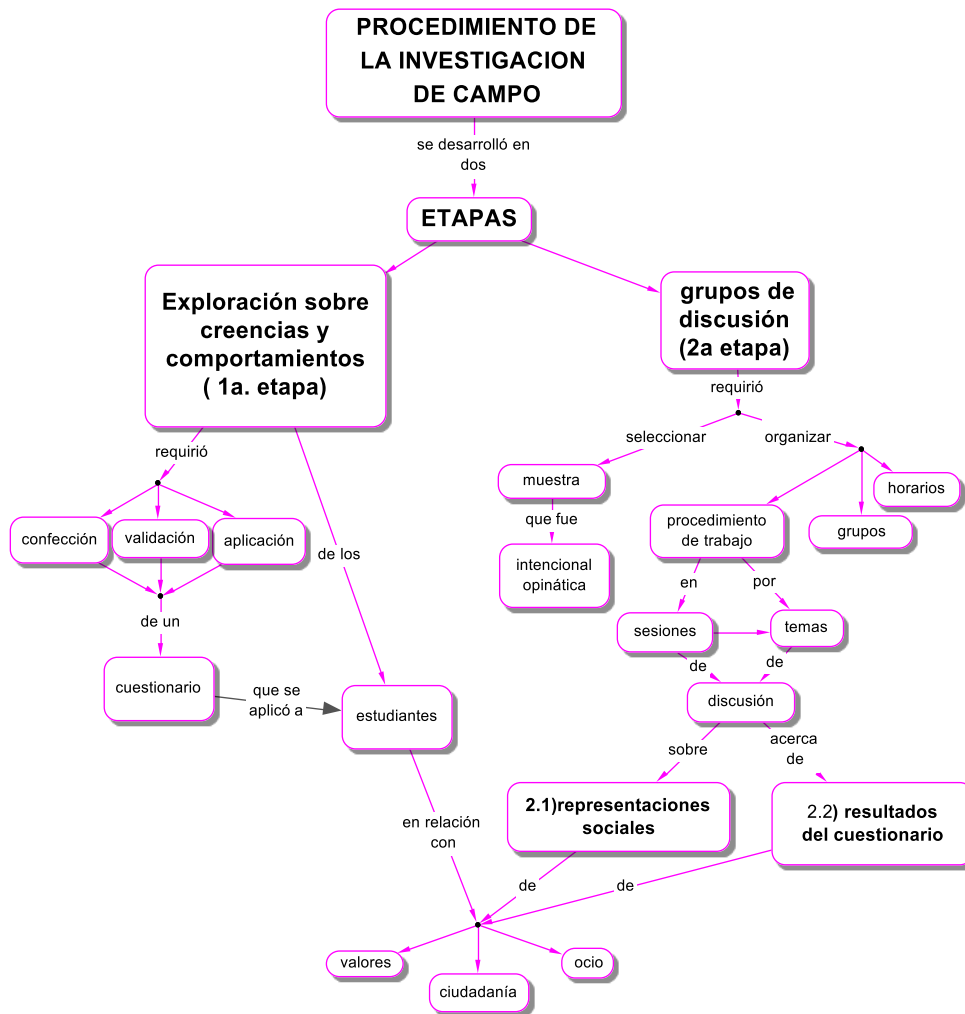 PROCEDIMIENTO DE
LA INVESTIGACION
DE CAMPO
se desarrolló en
dos
ETAPAS
Exploración sobre
creencias y
comportamientos
( 1a. etapa)
grupos de
discusión
(2a etapa)
requirió
requirió
seleccionar
organizar
confección
validación
aplicación
de los
muestra
que fue
intencional
opinática
procedimiento
de trabajo
grupos
horarios
en
por
sesiones
temas
de
de
de un
cuestionario
que se
aplicó a
estudiantes
discusión
sobre
acerca
de
2.1)representaciones
sociales
2.2) resultados
del cuestionario
en relación
con
de
de
valores
ciudadanía
ocio